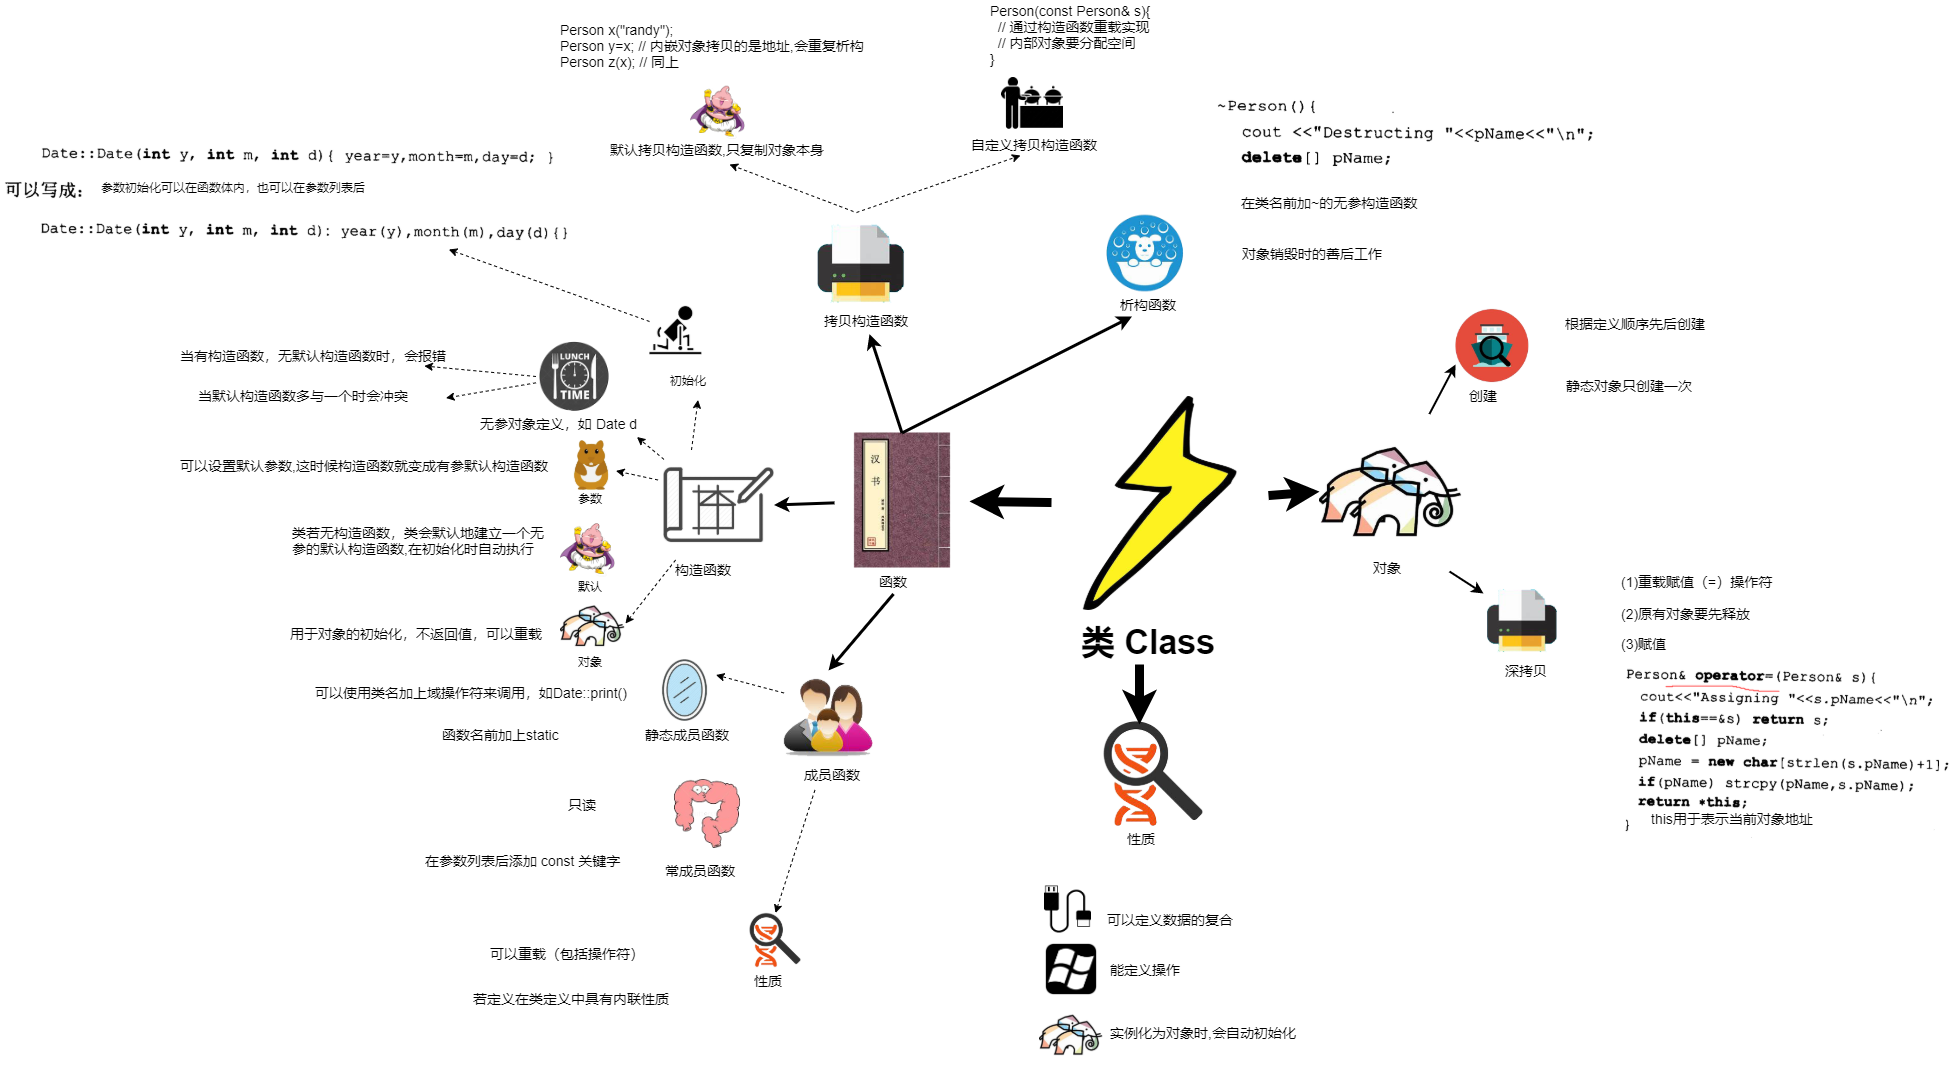 Person x("randy");
Person y=x; // 内嵌对象拷贝的是地址,会重复析构
Person z(x); // 同上
默认拷贝构造函数,只复制对象本身
Person(const Person& s){
// 通过构造函数重载实现
// 内部对象要分配空间
}
自定义拷贝构造函数
拷贝构造函数
~Person(){
cout <<"Destructing "<<pName<<"\n";
delete[] pName;
在类名前加~的无参构造函数
对象销毁时的善后工作
析构函数
Date::Date(int y, int m, int d){ year=y,month=m,day=d; }
可以写成：
参数初始化可以在函数体内，也可以在参数列表后
Date::Date(int y, int m, int d): year(y),month(m),day(d){}
初始化
当有构造函数，无默认构造函数时，会报错
当默认构造函数多与一个时会冲突
LUNCH
TIME
无参对象定义，如 Date d
可以设置默认参数,这时候构造函数就变成有参默认构造函数
参数
类若无构造函数，类会默认地建立一个无
参的默认构造函数,在初始化时自动执行
默认
构造函数
用于对象的初始化，不返回值，可以重载
对象
汉
书
函数
可以使用类名加上域操作符来调用，如Date::print()
函数名前加上static
静态成员函数
成员函数
只读
在参数列表后添加 const 关键字
常成员函数
可以重载（包括操作符）
若定义在类定义中具有内联性质
性质
类 Class
性质
可以定义数据的复合
能定义操作
实例化为对象时,会自动初始化
根据定义顺序先后创建
静态对象只创建一次
创建
对象
深拷贝
(1)重载赋值（=）操作符
(2)原有对象要先释放
(3)赋值
Person& operator=(Person& s){
cout<<"Assigning "<<s.pName<<"\n";
if(this==&s) return s;
delete[] pName;
pName = new char[strlen(s.pName)+1];
if(pName) strcpy(pName,s.pName);
return *this;
}
this用于表示当前对象地址